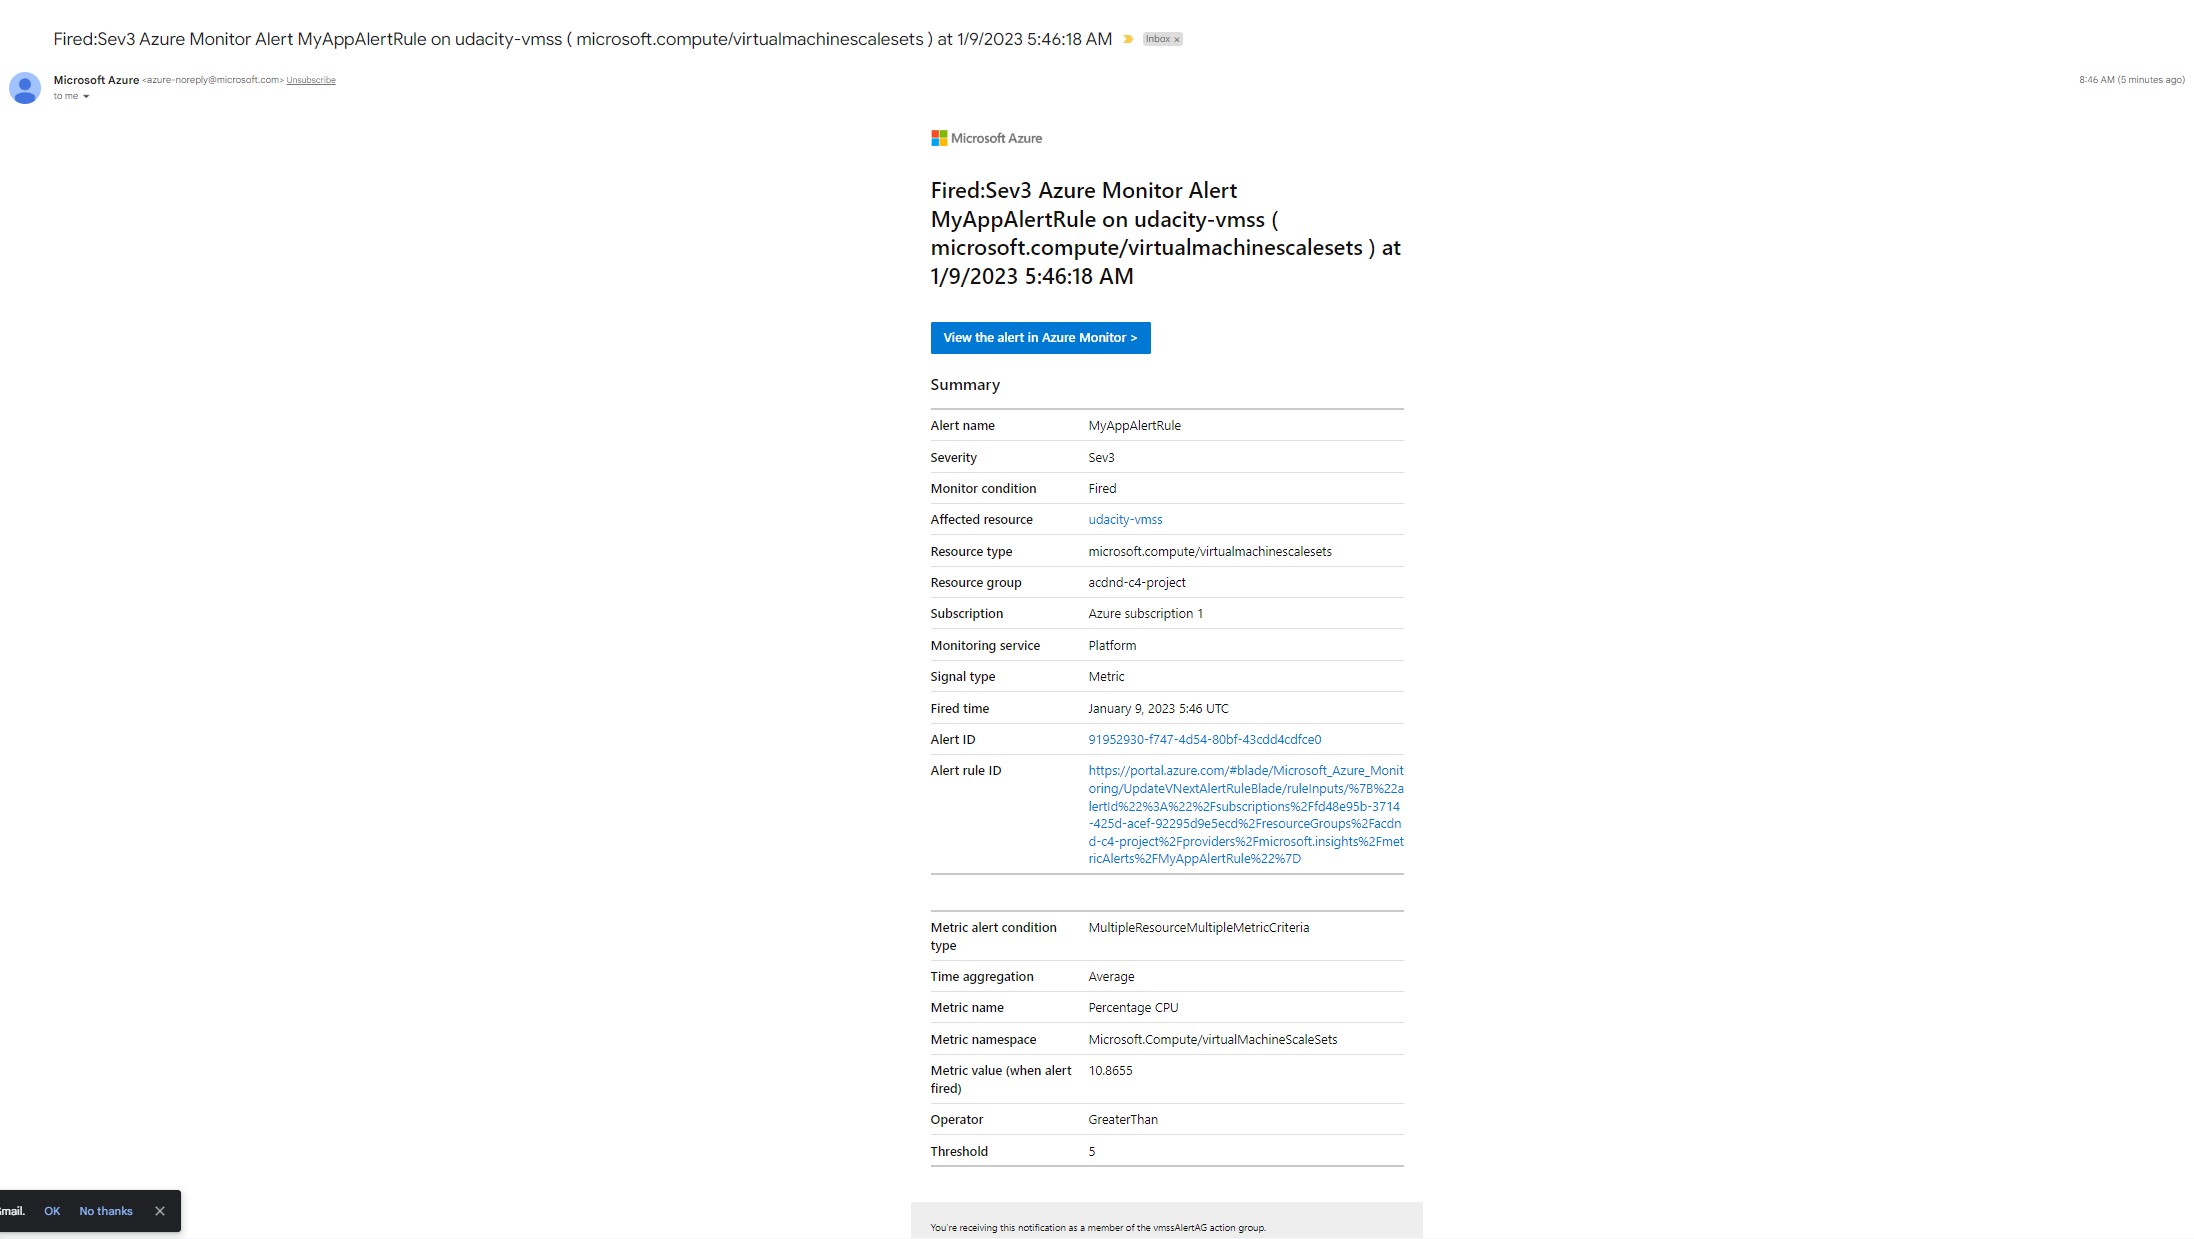 Fired:Sev3 Azure Monitor Alert MyAppAlertRule on udacity-vmss ( microsoft.compute/virtualmachinescalesets ) at 1/9/2023 5:46:18 AM Inbox x
Microsoft Azure <azure-noreply@microsoft.com> Unsubscribe 8:46 AM (5 minutes ago)
to me
Microsoft Azure
Fired:Sev3 Azure Monitor Alert
MyAppAlertRule on udacity-vmss (
microsoft.compute/virtualmachinescalesets ) at
1/9/2023 5:46:18 AM
View the alert in Azure Monitor >
Summary
Alert name MyAppAlertRule
Severity Sev3
Monitor condition Fired
Affected resource udacity-vmss
Resource type microsoft.compute/virtualmachinescalesets
Resource group acdnd-c4-project
Subscription Azure subscription 1
Monitoring service Platform
Signal type Metric
Fired time January 9, 2023 5:46 UTC
Alert ID 91952930-f747-4d54-80bf-43cdd4cdfce0
Alert rule ID https://portal.azure.com/#blade/Microsoft_Azure_Monit
oring/UpdateVNextAlertRuleBlade/ruleInputs/%7B%22a
lertId%22%3A%22%2Fsubscriptions%2Ffd48e95b-3714
-425d-acef-92295d9e5ecd%2FresourceGroups%2Facdn
d-c4-project%2Fproviders%2Fmicrosoft.insights%2Fmet
ricAlerts%2FMyAppAlertRule%22%7D
Metric alert condition MultipleResourceMultipleMetricCriteria
type
Time aggregation Average
Metric name Percentage CPU
Metric namespace Microsoft.Compute/virtualMachineScaleSets
Metric value (when alert 10.8655
fired)
Operator GreaterThan
Threshold 5
You're receiving this notification as a member of the vmssAlertAG action group.
mail. OK No thanks